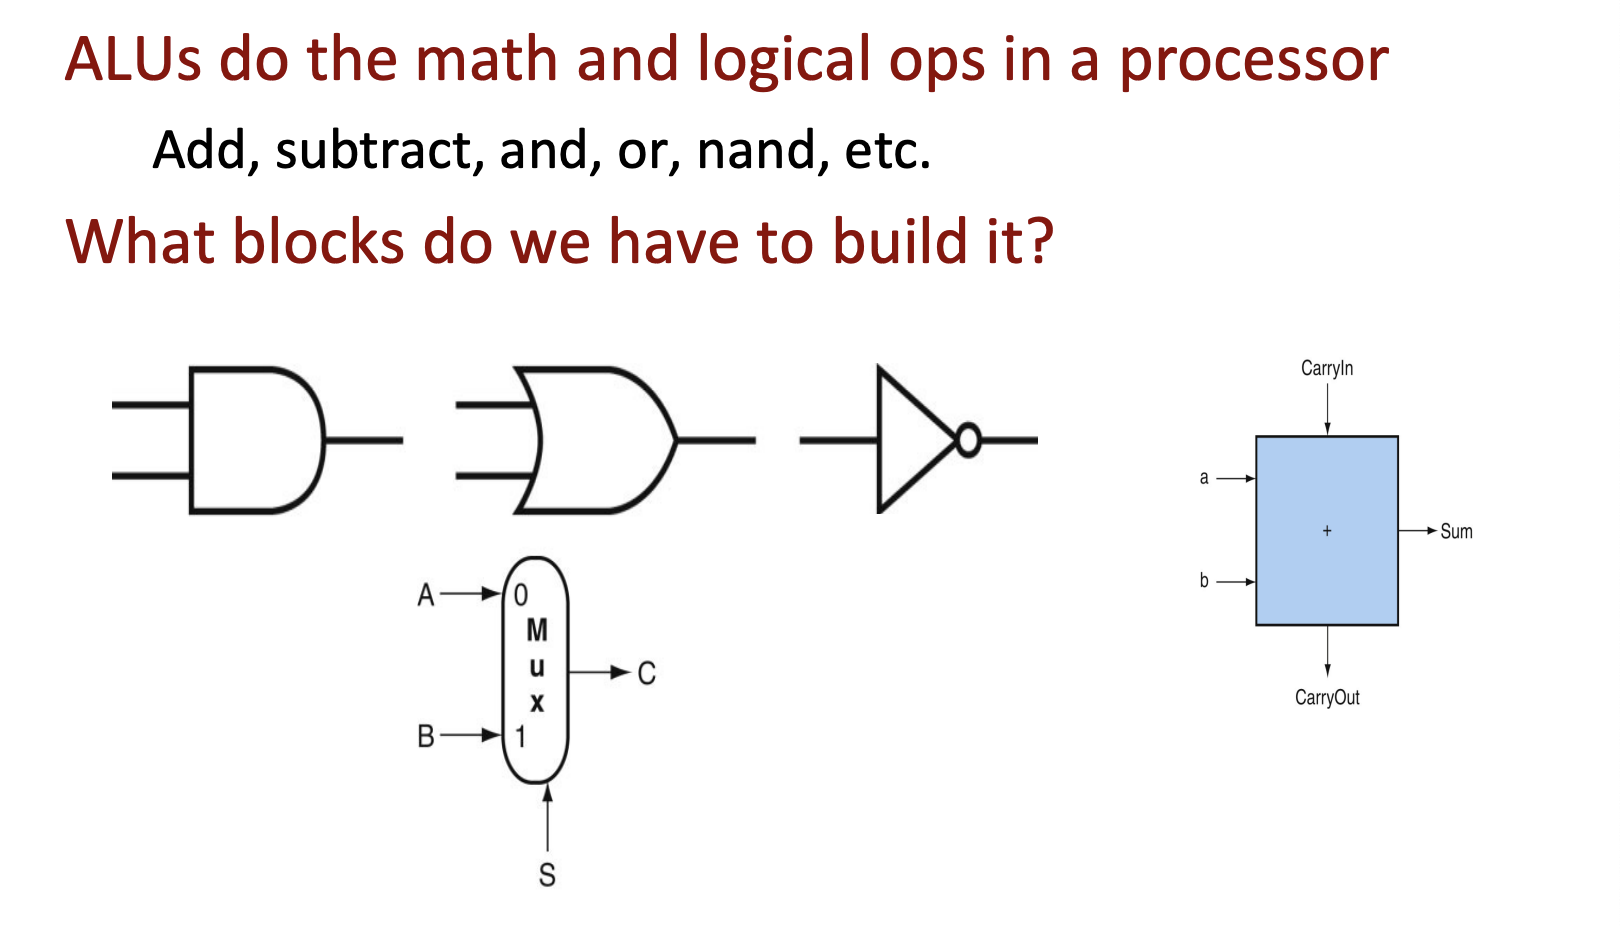 ALUs do the math and logical ops in a processor
Add, subtract, and, or, nand, etc.
What blocks do we have to build it?
CarryIn
a
+
Sum
b
CarryOut
A
0
M
u
x
C
B
1
S